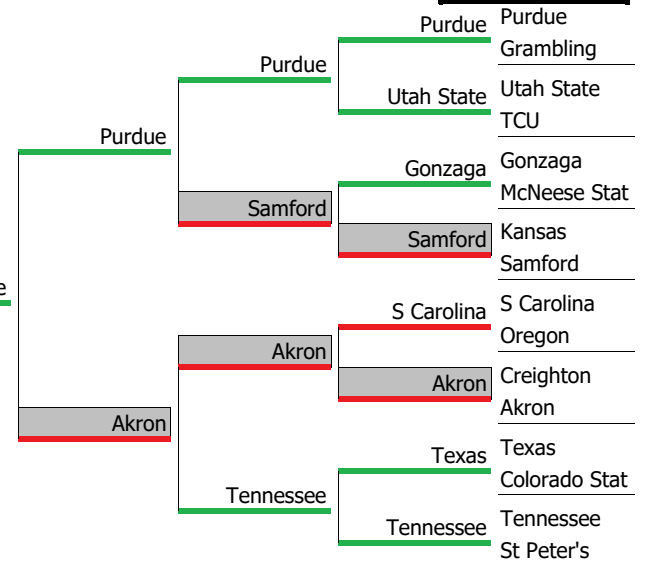 Purdue
Purdue
Grambling
Purdue
Utah State
Utah State
TCU
Purdue
Gonzaga
Gonzaga
McNeese Stat
Samford
Samford
Kansas
Samford
e
S Carolina
S Carolina
Oregon
Akron
Akron
Creighton
Akron
Akron
Texas
Texas
Colorado Stat
Tennessee
Tennessee
Tennessee
St Peter's